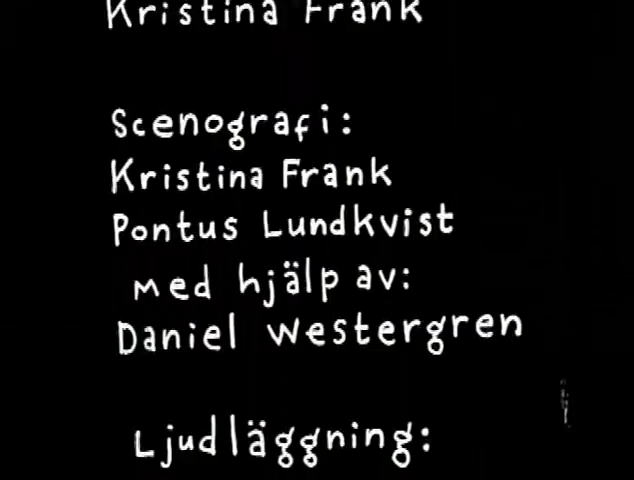 Kristina Frank
Scenografi:
Kristina Frank
Pontus Lundkvist
med hjälp av:
Daniel Westergren
Ljudläggning: